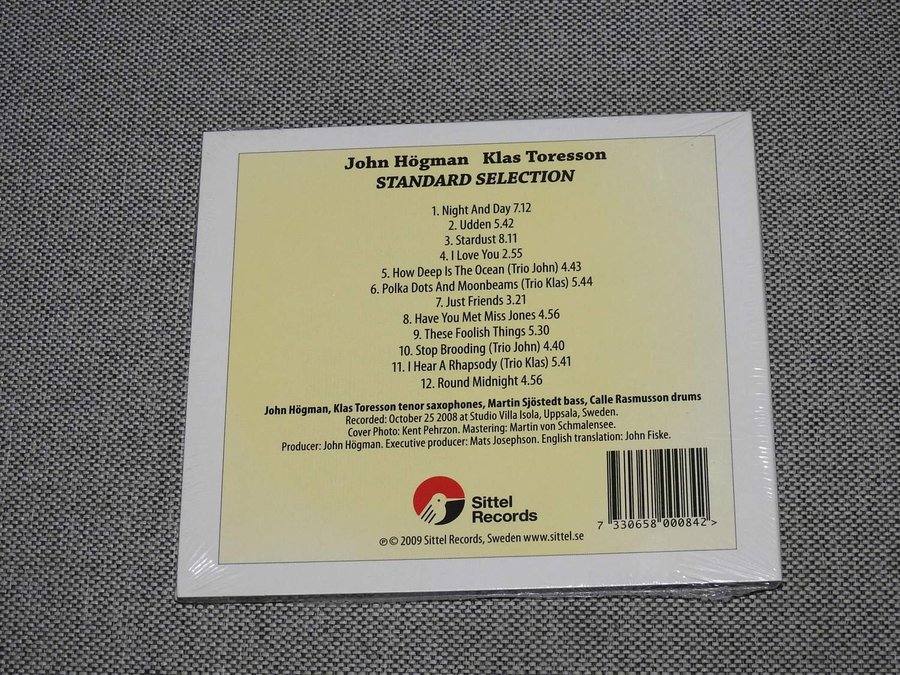 John Högman Klas Toresson
STANDARD SELECTION
1. Night And Day 7.12
2. Udden 5.42
3. Stardust 8.11
4. I Love You 2.55
5. How Deep Is The Ocean (Trio John) 4.43
6. Polka Dots And Moonbeams (Trio Klas) 5.44
7. Just Friends 3.21
8. Have You Met Miss Jones 4.56
9. These Foolish Things 5.30
10. Stop Brooding (Trio John) 4.40
11. I Hear A Rhapsody (Trio Klas) 5.41
12. Round Midnight 4.56
John Högman, Klas Toresson tenor saxophones, Martin Sjöstedt bass, Calle Rasmusson drums
Recorded: October 25 2008 at Studio Villa Isola, Uppsala, Sweden.
Cover Photo: Kent Pehrzon. Mastering: Martin von Schmalensee.
Producer: John Högman. Executive producer: Mats Josephson. English translation: John Fiske.
Sittel
Records
7 330658 000842>
℗© 2009 Sittel Records, Sweden www.sittel.se